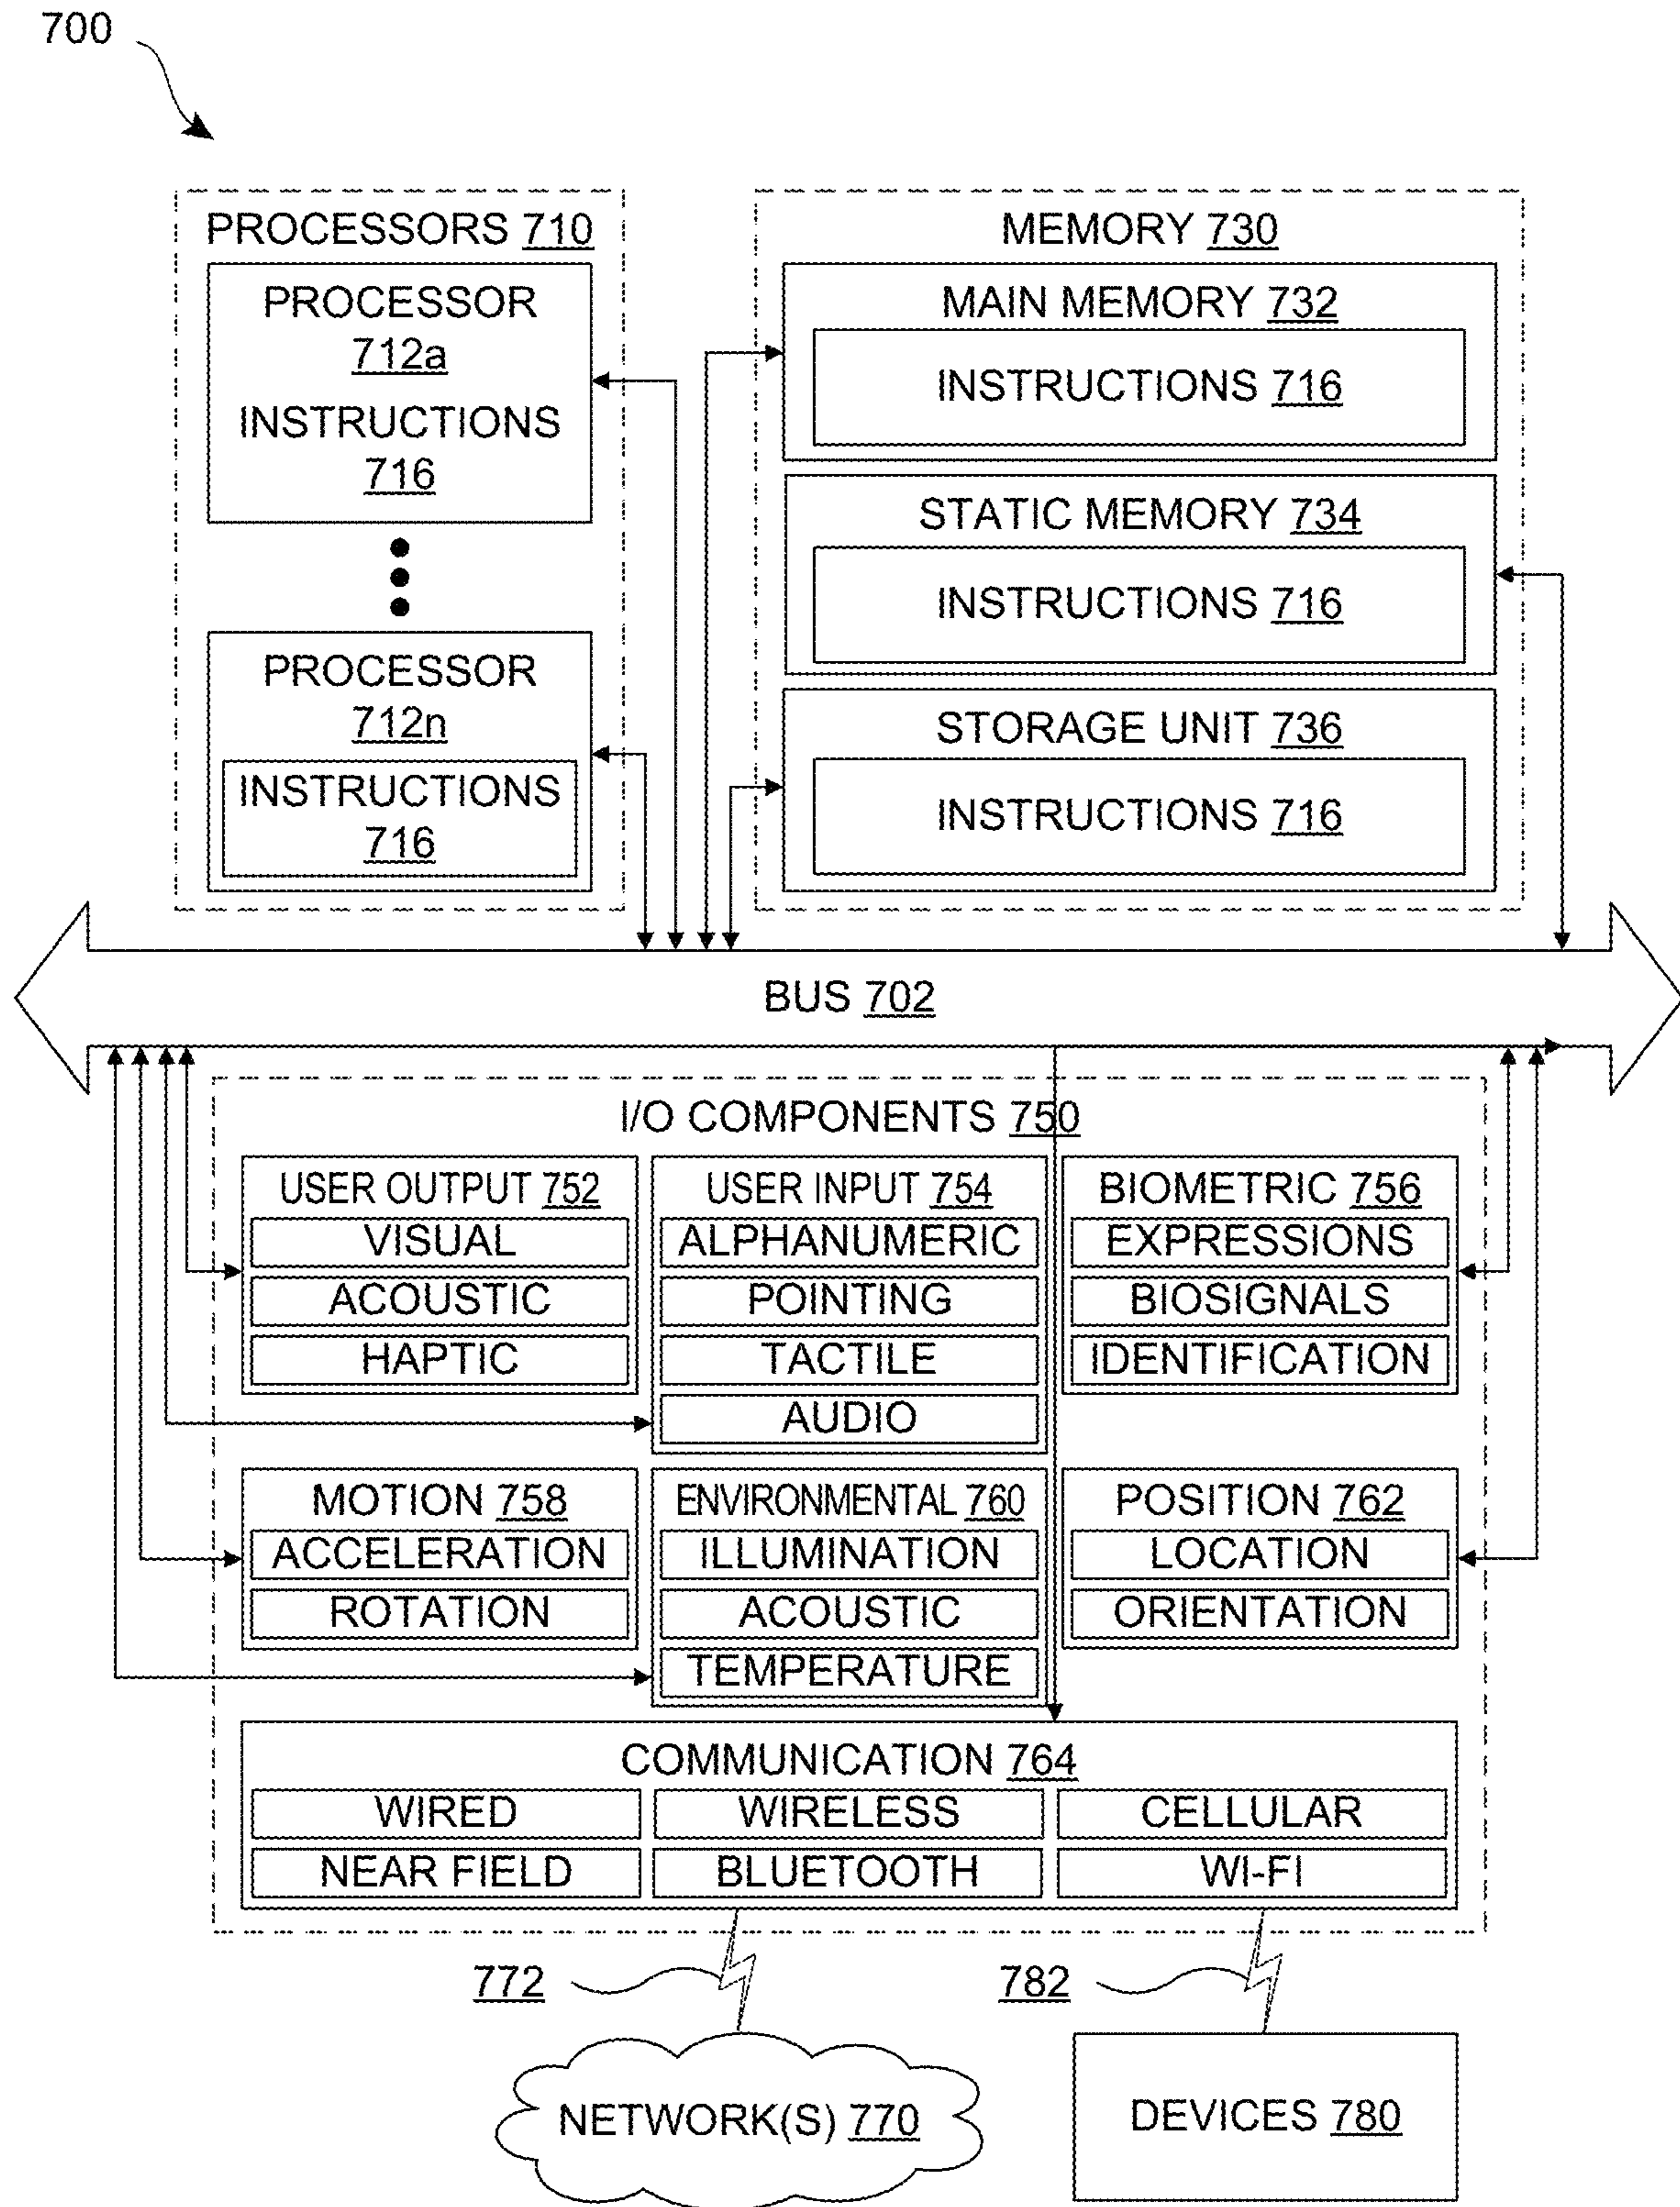 700
PROCESSORS 710
PROCESSOR
712a
INSTRUCTIONS
716
PROCESSOR
712n
INSTRUCTIONS
716
MEMORY 730
MAIN MEMORY 732
INSTRUCTIONS 716
STATIC MEMORY 734
INSTRUCTIONS 716
STORAGE UNIT 736
INSTRUCTIONS 716
BUS 702
I/O COMPONENTS 750
USER OUTPUT 752
VISUAL
ACOUSTIC
HAPTIC
USER INPUT 754
ALPHANUMERIC
POINTING
TACTILE
AUDIO
BIOMETRIC 756
EXPRESSIONS
BIOSIGNALS
IDENTIFICATION
MOTION 758
ACCELERATION
ROTATION
ENVIRONMENTAL 760
ILLUMINATION
ACOUSTIC
TEMPERATURE
POSITION 762
LOCATION
ORIENTATION
COMMUNICATION 764
WIRED
WIRELESS
CELLULAR
NEAR FIELD
BLUETOOTH
WI-FI
772
782
NETWORK(S) 770
DEVICES 780